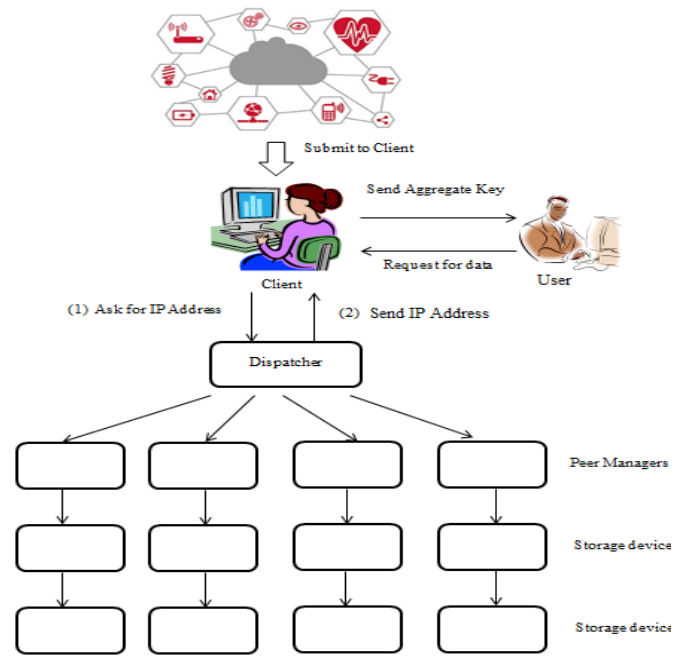 Submit to Client
Send Aggregate Key
Request for data
Client
User
(1) Ask for IP Address
(2) Send IP Address
Dispatcher
Peer Managers
Storage device
Storage device